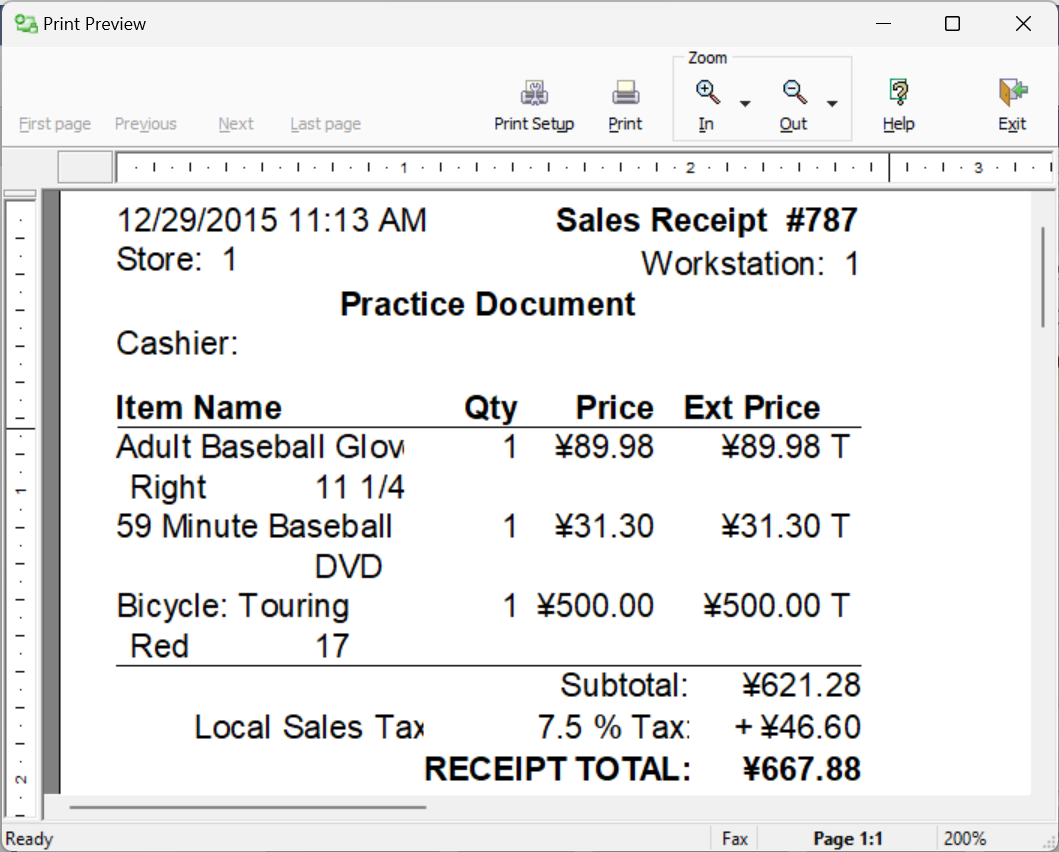 Print Preview
Zoom
First page Previous Next Last page Print Setup Print In Out Help Exit
1 2 3
12/29/2015 11:13 AM Sales Receipt #787
Store: 1 Workstation: 1
Practice Document
Cashier:
Item Name Qty Price Ext Price
Adult Baseball Glov 1 ¥89.98 ¥89.98 T
Right 11 1/4
1
59 Minute Baseball 1 ¥31.30 ¥31.30 T
DVD
Bicycle: Touring 1 ¥500.00 ¥500.00 T
Red 17
Subtotal: ¥621.28
Local Sales Tax 7.5 % Tax: + ¥46.60
RECEIPT TOTAL: ¥667.88
2
Ready Fax Page 1:1 200%